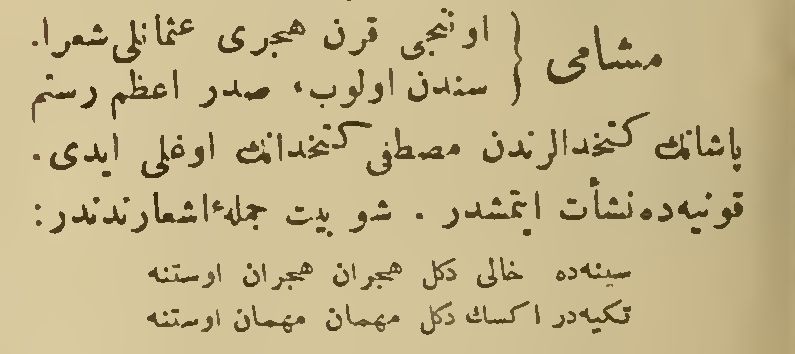 مشامی { اوننجی قرن هجری عثمانلی شعرا.
سندن اولوب، صدر اعظم رستم
پاشانك كتخدالرندن مصطفی كتخدانك اوغلی ایدی.
قونیه‌ده نشأت ایتمشدر. شو بیت جملۀ اشعارندندر:
سینه‌ده خالی دكل هجران هجران اوستنه
تكیه‌در اكسك دكل مهمان مهمان اوستنه